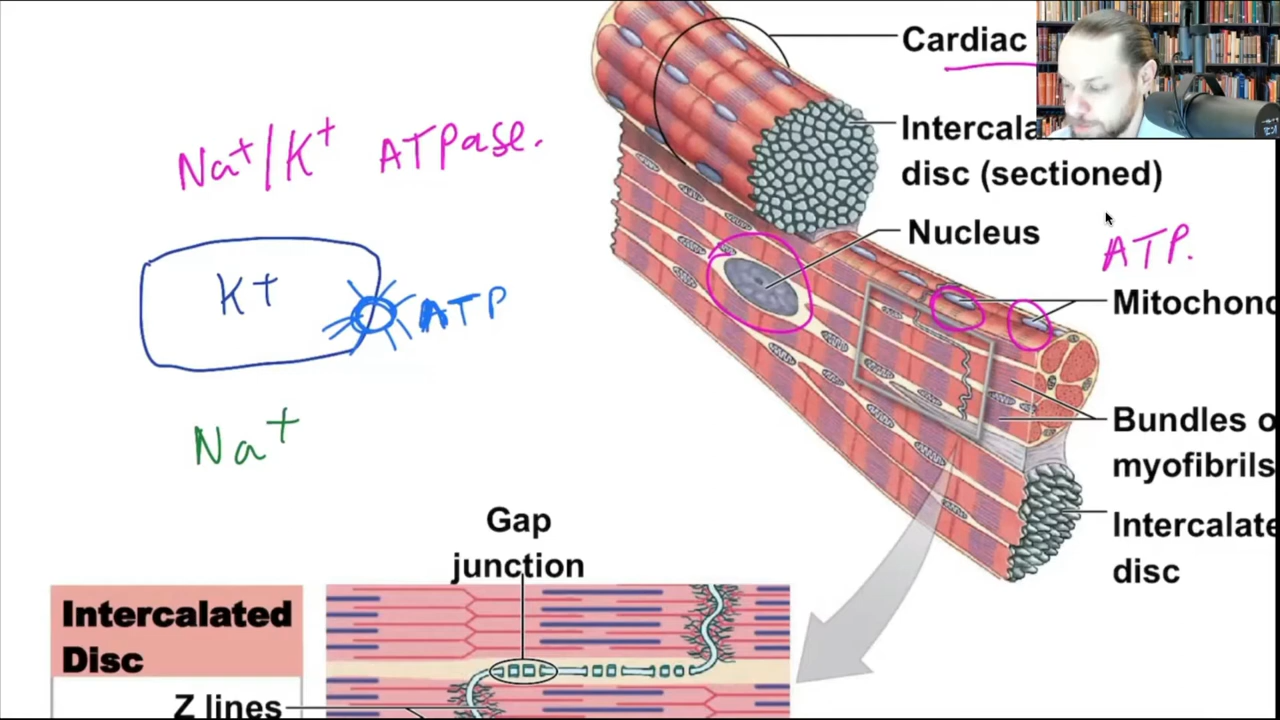 Cardiac
Na+/K+ ATPase.
Intercala
disc (sectioned)
Nucleus
ATP.
K+
ATP
Mitochond
Na+
Bundles o
myofibrils
Intercalate
disc
Gap
junction
Intercalated
Disc
Z lines